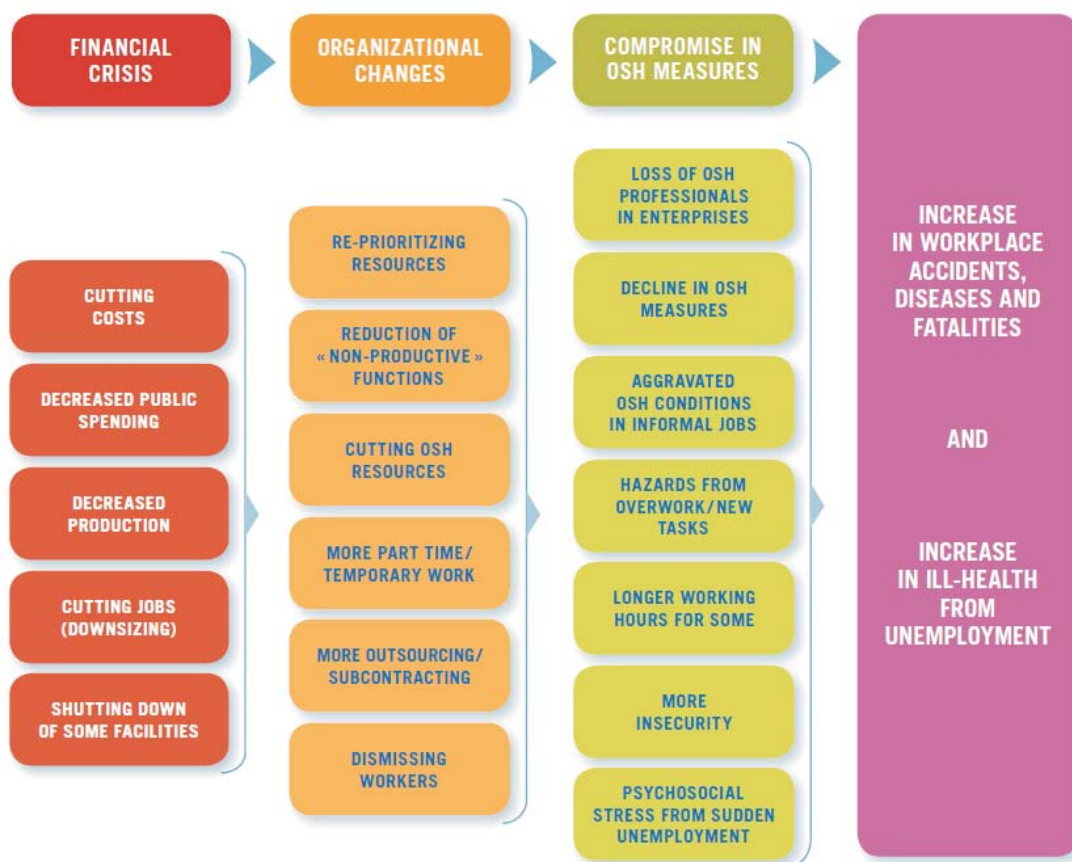 FINANCIAL
CRISIS
ORGANIZATIONAL
CHANGES
COMPROMISE IN
OSH MEASURES
CUTTING
COSTS
DECREASED PUBLIC
SPENDING
DECREASED
PRODUCTION
CUTTING JOBS
(DOWNSIZING)
SHUTTING DOWN
OF SOME FACILITIES
RE-PRIORITIZING
RESOURCES
REDUCTION OF
« NON-PRODUCTIVE »
FUNCTIONS
CUTTING OSH
RESOURCES
MORE PART TIME/
TEMPORARY WORK
MORE OUTSOURCING/
SUBCONTRACTING
DISMISSING
WORKERS
LOSS OF OSH
PROFESSIONALS
IN ENTERPRISES
DECLINE IN OSH
MEASURES
AGGRAVATED
OSH CONDITIONS
IN INFORMAL JOBS
HAZARDS FROM
OVERWORK/NEW
TASKS
LONGER WORKING
HOURS FOR SOME
MORE
INSECURITY
PSYCHOSOCIAL
STRESS FROM SUDDEN
UNEMPLOYMENT
INCREASE
IN WORKPLACE
ACCIDENTS,
DISEASES AND
FATALITIES
AND
INCREASE
IN ILL-HEALTH
FROM
UNEMPLOYMENT